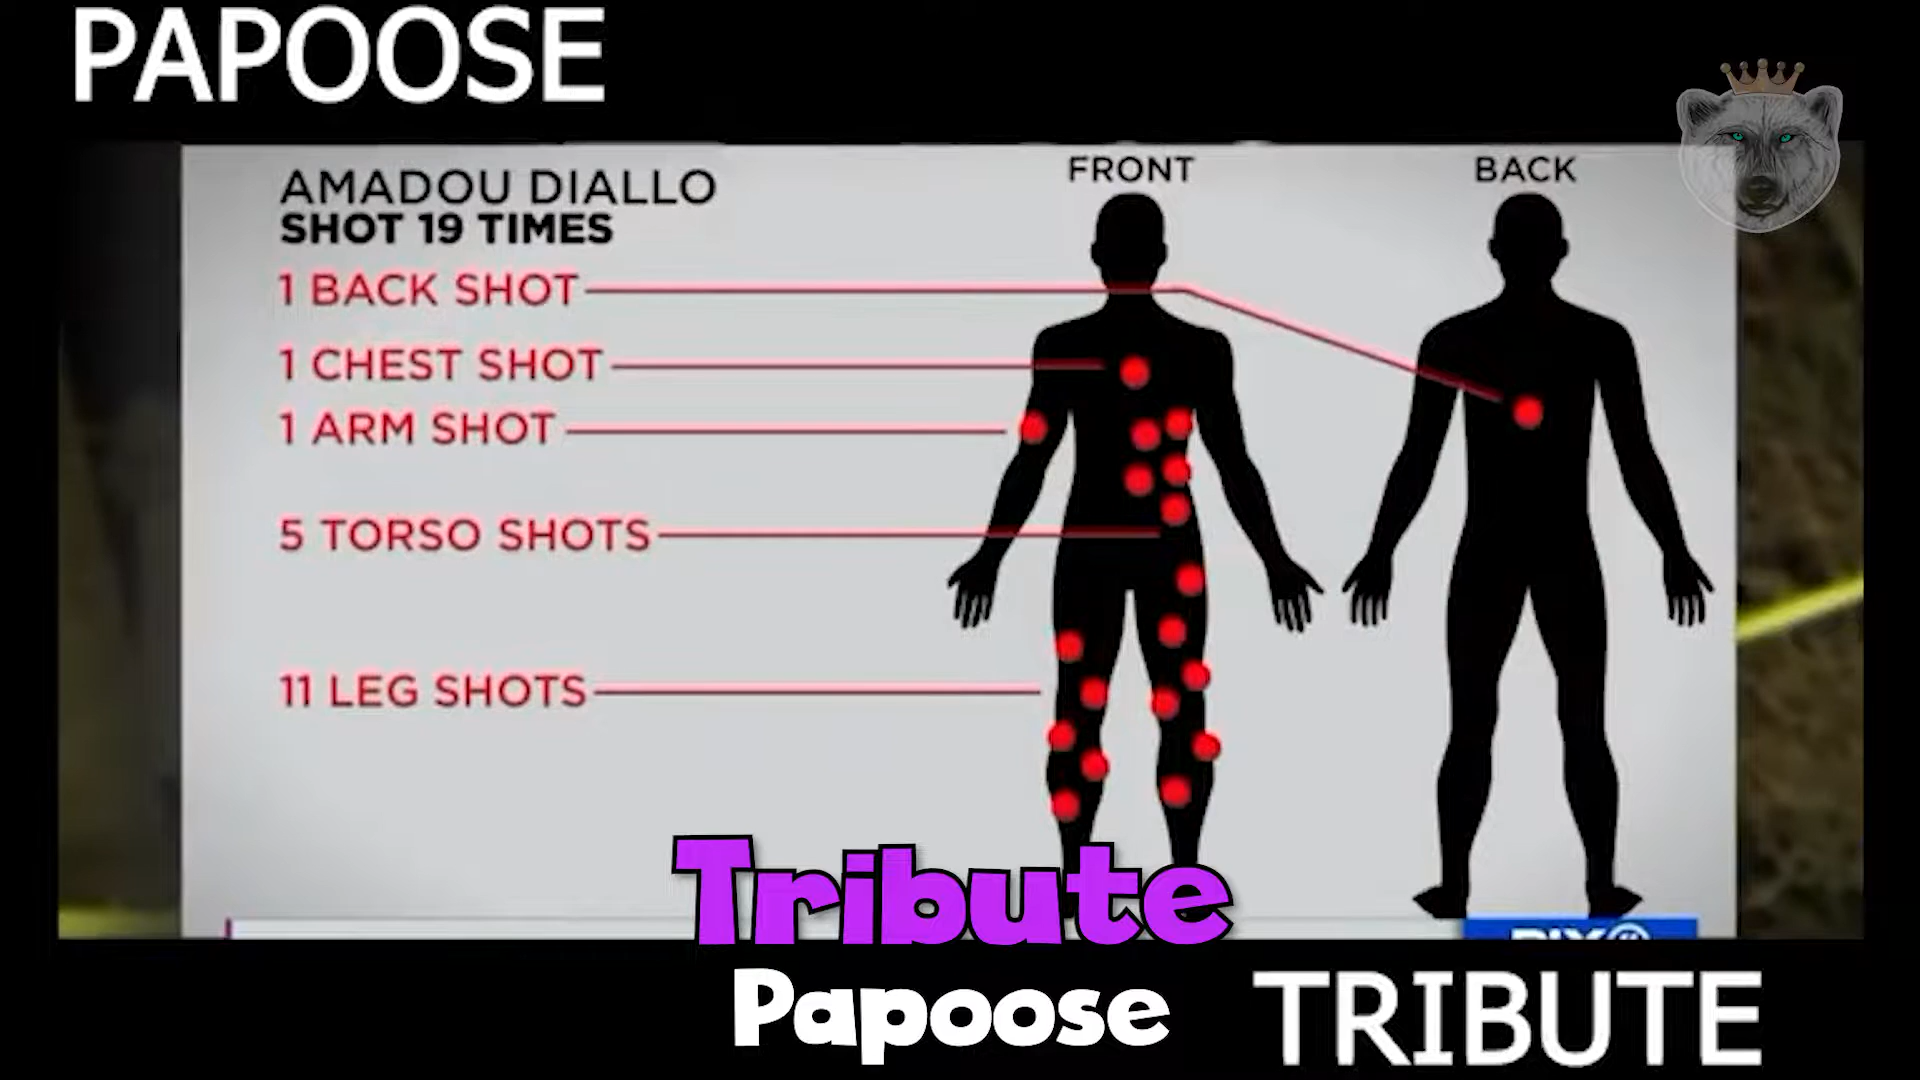 PAPOOSE
AMADOU DIALLO
SHOT 19 TIMES
FRONT
BACK
1 BACK SHOT
1 CHEST SHOT
1 ARM SHOT
5 TORSO SHOTS
11 LEG SHOTS
Tribute
Papoose
TRIBUTE